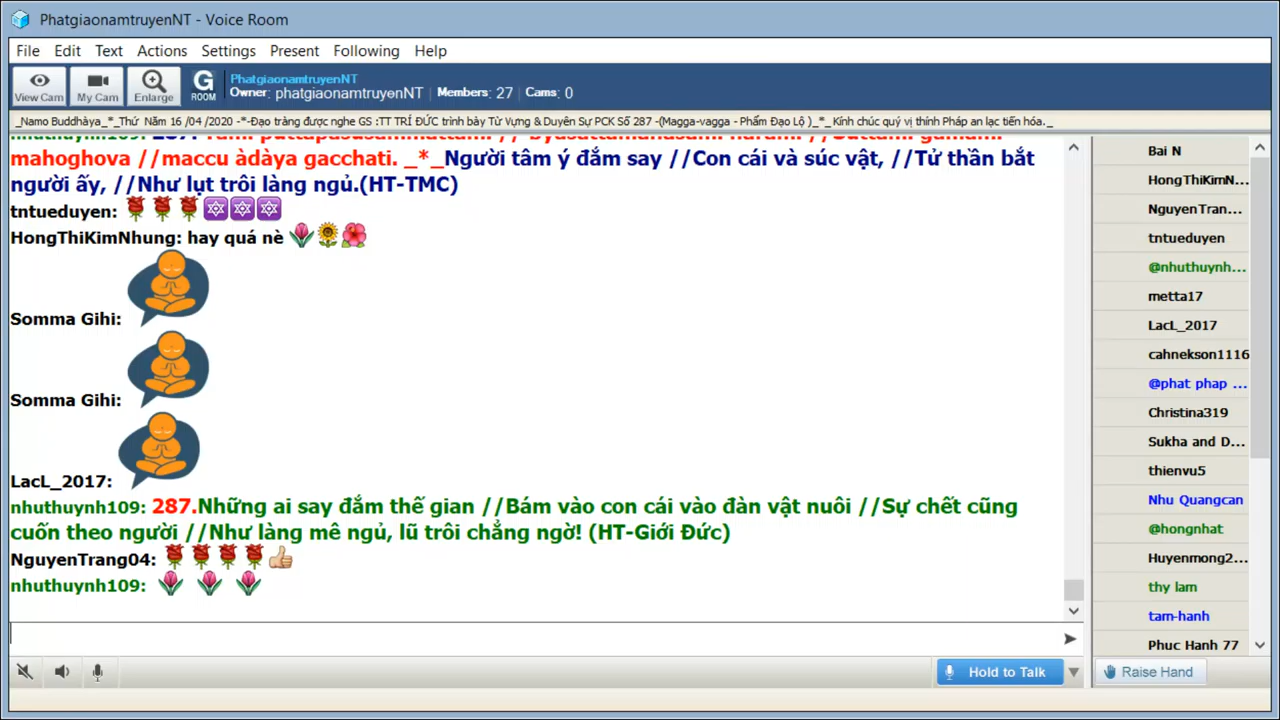 PhatgiaonamtruyenNT - Voice Room
File Edit Text Actions Settings Present Following Help
View Cam My Cam Enlarge G ROOM
PhatgiaonamtruyenNT
Owner: phatgiaonamtruyenNT Members: 27 Cams: 0
_Namo Buddhàya_*_Thứ Năm 16 /04 /2020 -*-Đạo tràng được nghe GS :TT TRÍ ĐỨC trình bày Từ Vựng & Duyên Sự PCK Số 287 -(Magga-vagga - Phẩm Đạo Lộ )_*_ Kính chúc quý vị thính Pháp an lạc tiến hóa._
mahoghova //maccu àdàya gacchati. _*_Người tâm ý đắm say //Con cái và súc vật, //Tử thần bắt
người ấy, //Như lụt trôi làng ngủ.(HT-TMC)
tntueduyen:
HongThiKimNhung: hay quá nè
Somma Gihi:
Somma Gihi:
LacL_2017:
nhuthuynh109: 287.Những ai say đắm thế gian //Bám vào con cái vào đàn vật nuôi //Sự chết cũng
cuốn theo người //Như làng mê ngủ, lũ trôi chẳng ngờ! (HT-Giới Đức)
NguyenTrang04:
nhuthuynh109:
Bai N
HongThiKimN...
NguyenTran...
tntueduyen
@nhuthuynh...
metta17
LacL_2017
cahnekson1116
@phat phap ...
Christina319
Sukha and D...
thienvu5
Nhu Quangcan
@hongnhat
Huyenmong2...
thy lam
tam-hanh
Phuc Hanh 77
Hold to Talk
Raise Hand